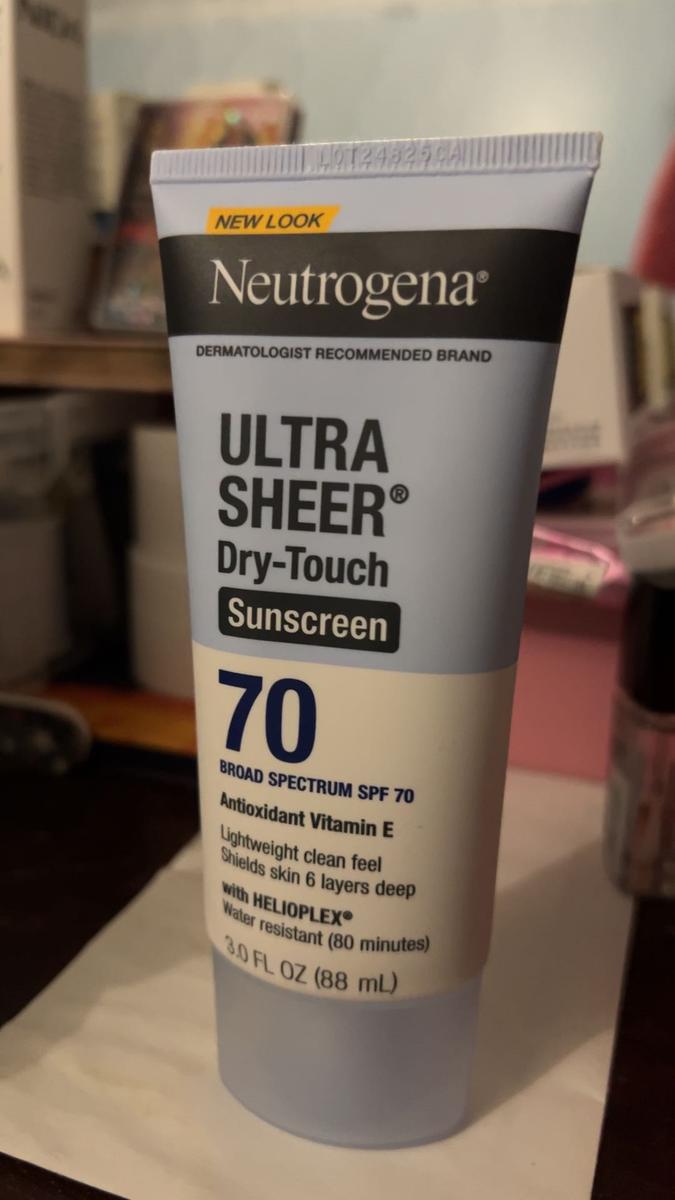 LOT24825CA
NEW LOOK
Neutrogena®
DERMATOLOGIST RECOMMENDED BRAND
ULTRA
SHEER®
Dry-Touch
Sunscreen
70
BROAD SPECTRUM SPF 70
Antioxidant Vitamin E
Lightweight clean feel
Shields skin 6 layers deep
with HELIOPLEX®
Water resistant (80 minutes)
3.0 FL OZ (88 mL)